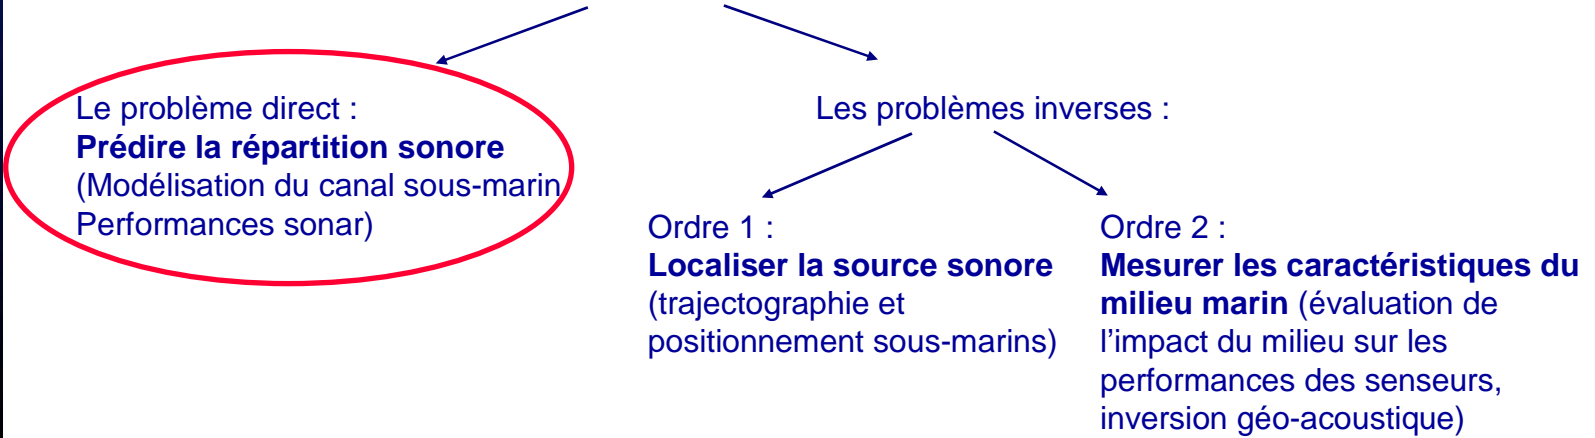 Le problème direct :
Prédire la répartition sonore
(Modélisation du canal sous-marin
Performances sonar)
Les problèmes inverses :
Ordre 1 :
Localiser la source sonore
(trajectographie et
positionnement sous-marins)
Ordre 2 :
Mesurer les caractéristiques du
milieu marin (évaluation de
l’impact du milieu sur les
performances des senseurs,
inversion géo-acoustique)